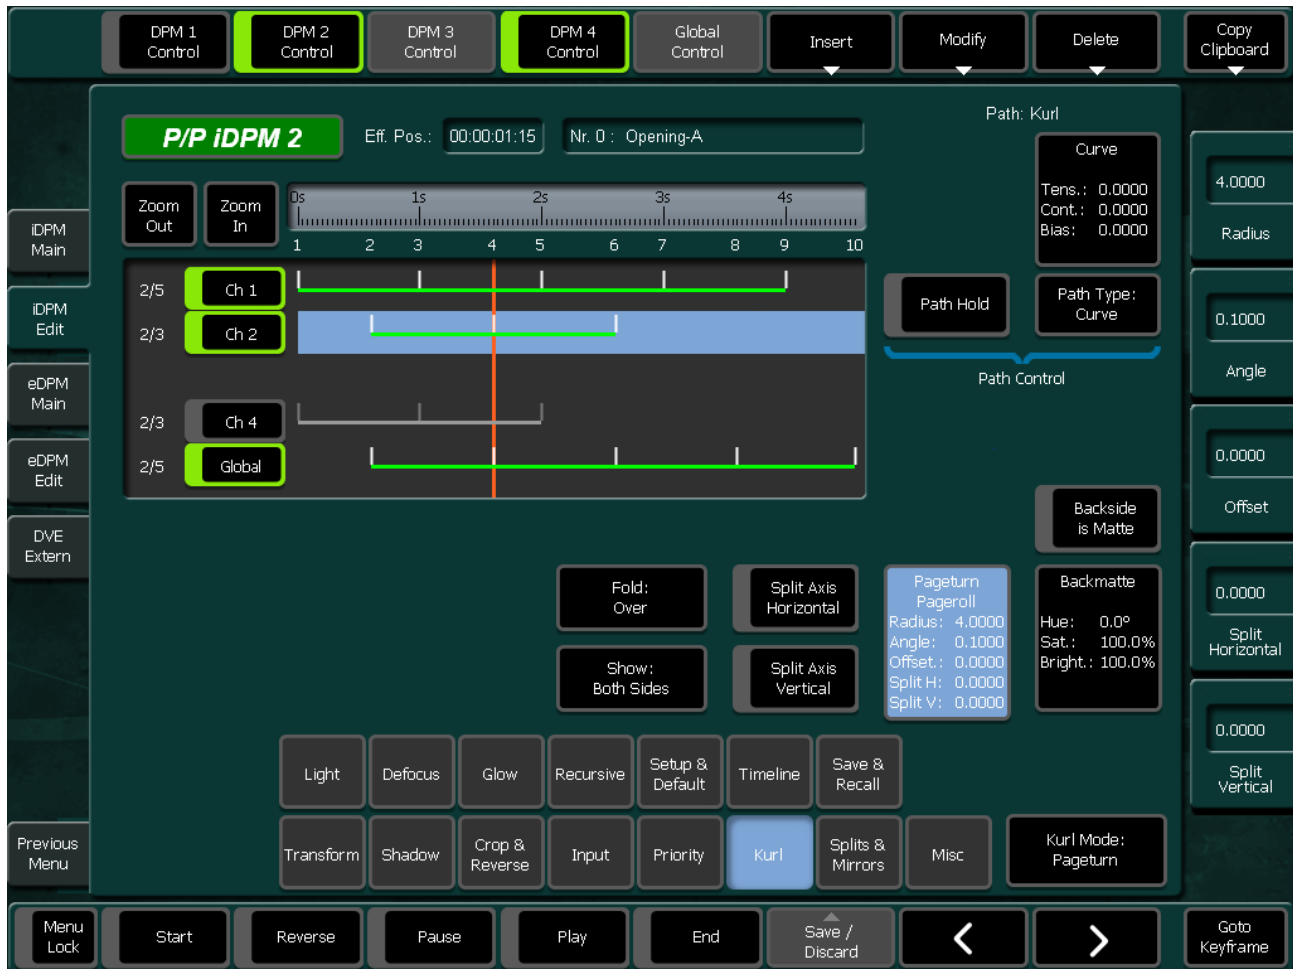 DPM 1
Control
DPM 2
Control
DPM 3
Control
DPM 4
Control
Global
Control
Insert
Modify
Delete
Copy
Clipboard
Path: Kurl
P/P iDPM 2
Eff. Pos.: 00:00:01:15
Nr. 0 : Opening-A
Curve
Tens.: 0.0000
Cont.: 0.0000
Bias: 0.0000
4.0000
Radius
Zoom
Out
Zoom
In
0s 1s 2s 3s 4s
1 2 3 4 5 6 7 8 9 10
iDPM
Main
iDPM
Edit
eDPM
Main
eDPM
Edit
DVE
Extern
2/5 Ch 1
2/3 Ch 2
2/3 Ch 4
2/5 Global
Path Hold
Path Type:
Curve
Path Control
0.1000
Angle
0.0000
Offset
Backside
is Matte
Fold:
Over
Split Axis
Horizontal
Pageturn
Pageroll
Radius: 4.0000
Angle: 0.1000
Offset.: 0.0000
Split H: 0.0000
Split V: 0.0000
Backmatte
Hue: 0.0°
Sat.: 100.0%
Bright.: 100.0%
0.0000
Split
Horizontal
Show:
Both Sides
Split Axis
Vertical
0.0000
Split
Vertical
Light
Defocus
Glow
Recursive
Setup &
Default
Timeline
Save &
Recall
Previous
Menu
Transform
Shadow
Crop &
Reverse
Input
Priority
Kurl
Splits &
Mirrors
Misc
Kurl Mode:
Pageturn
Menu
Lock
Start
Reverse
Pause
Play
End
Save /
Discard
Goto
Keyframe